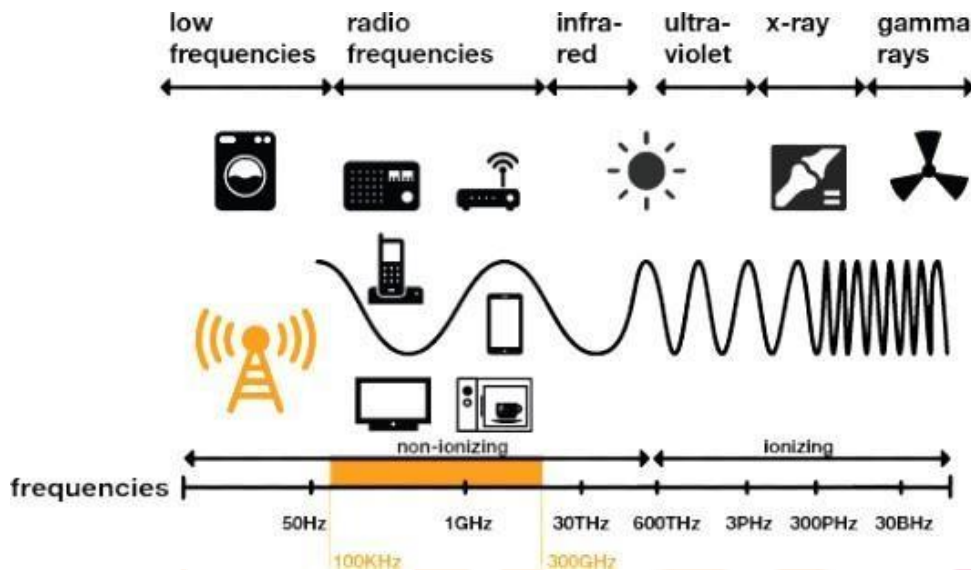 low frequencies
radio frequencies
infra-red
ultra-violet
x-ray
gamma rays
non-ionizing
ionizing
frequencies
50Hz
1GHz
30THz
600THz
3PHz
300PHz
30BHz
100KHz
300GHz